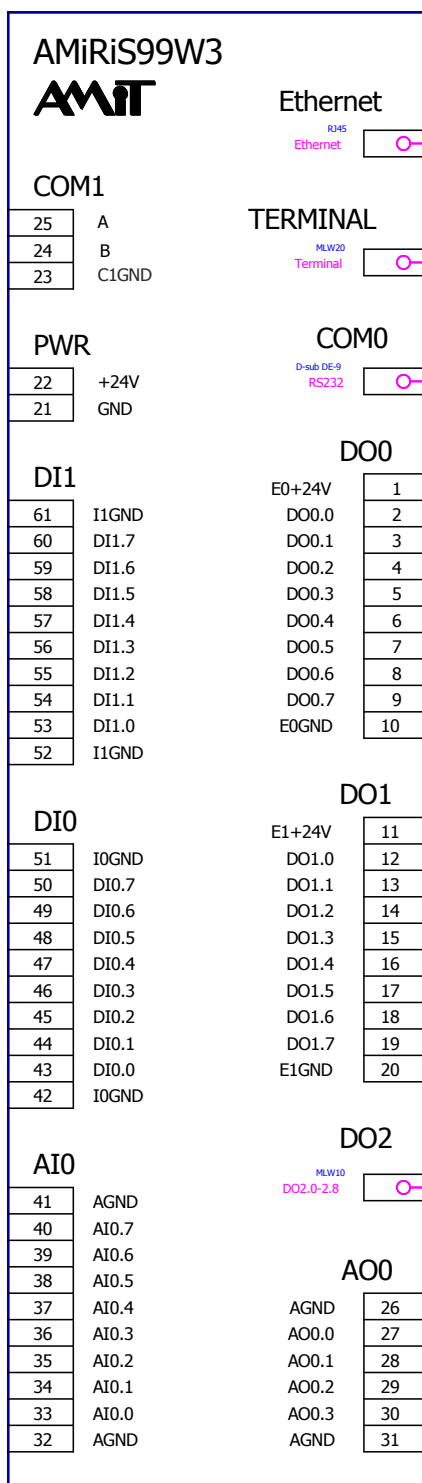 AMiRiS99W3
AMiT
COM1
25 A
24 B
23 C1GND
PWR
22 +24V
21 GND
DI1
61 I1GND
60 DI1.7
59 DI1.6
58 DI1.5
57 DI1.4
56 DI1.3
55 DI1.2
54 DI1.1
53 DI1.0
52 I1GND
DI0
51 I0GND
50 DI0.7
49 DI0.6
48 DI0.5
47 DI0.4
46 DI0.3
45 DI0.2
44 DI0.1
43 DI0.0
42 I0GND
AI0
41 AGND
40 AI0.7
39 AI0.6
38 AI0.5
37 AI0.4
36 AI0.3
35 AI0.2
34 AI0.1
33 AI0.0
32 AGND
Ethernet
RJ45
Ethernet
TERMINAL
MLW20
Terminal
COM0
D-sub DE-9
RS232
DO0
E0+24V 1
DO0.0 2
DO0.1 3
DO0.2 4
DO0.3 5
DO0.4 6
DO0.5 7
DO0.6 8
DO0.7 9
E0GND 10
DO1
E1+24V 11
DO1.0 12
DO1.1 13
DO1.2 14
DO1.3 15
DO1.4 16
DO1.5 17
DO1.6 18
DO1.7 19
E1GND 20
DO2
MLW10
DO2.0-2.8
AO0
AGND 26
AO0.0 27
AO0.1 28
AO0.2 29
AO0.3 30
AGND 31